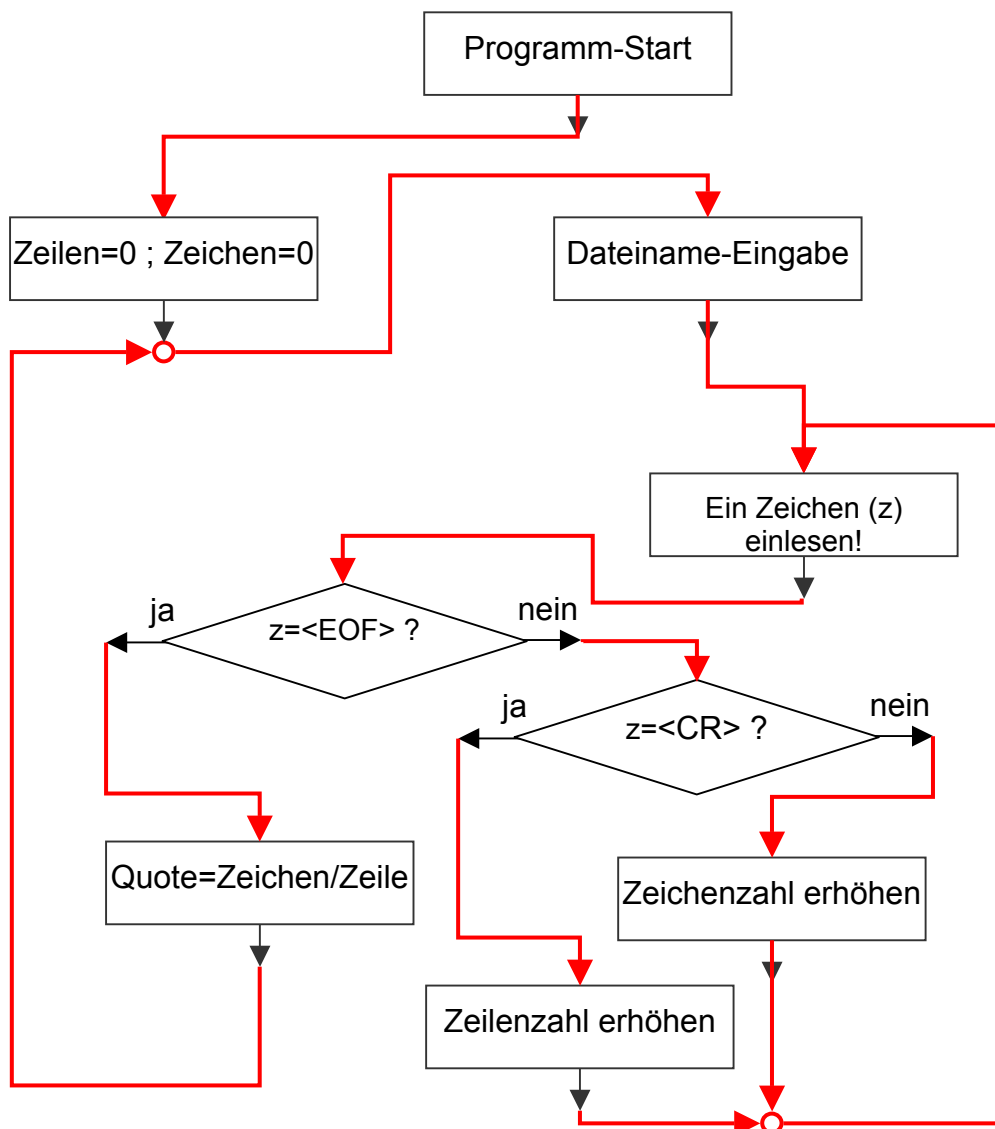 Programm-Start
Zeilen=0 ; Zeichen=0
Dateiname-Eingabe
Ein Zeichen (z)
einlesen!
ja
z=<EOF> ?
nein
ja
z=<CR> ?
nein
Quote=Zeichen/Zeile
Zeichenzahl erhöhen
Zeilenzahl erhöhen